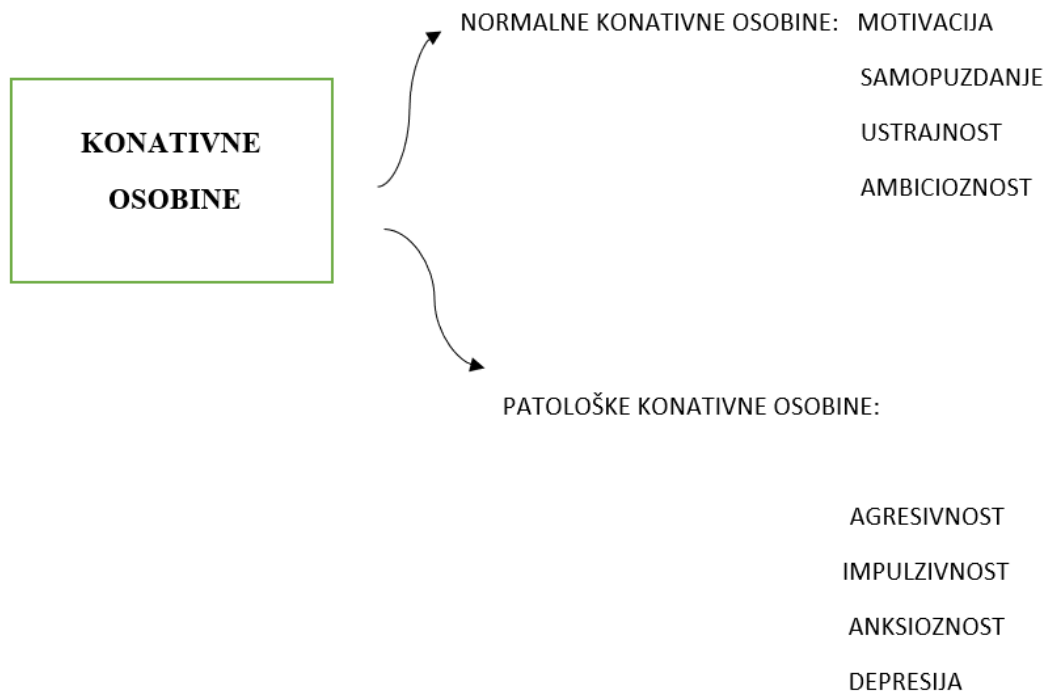 KONATIVNE
OSOBINE
NORMALNE KONATIVNE OSOBINE: MOTIVACIJA
SAMOPUZDANJE
USTRAJNOST
AMBICIOZNOST
PATOLOŠKE KONATIVNE OSOBINE:
AGRESIVNOST
IMPULZIVNOST
ANKSIOZNOST
DEPRESIJA